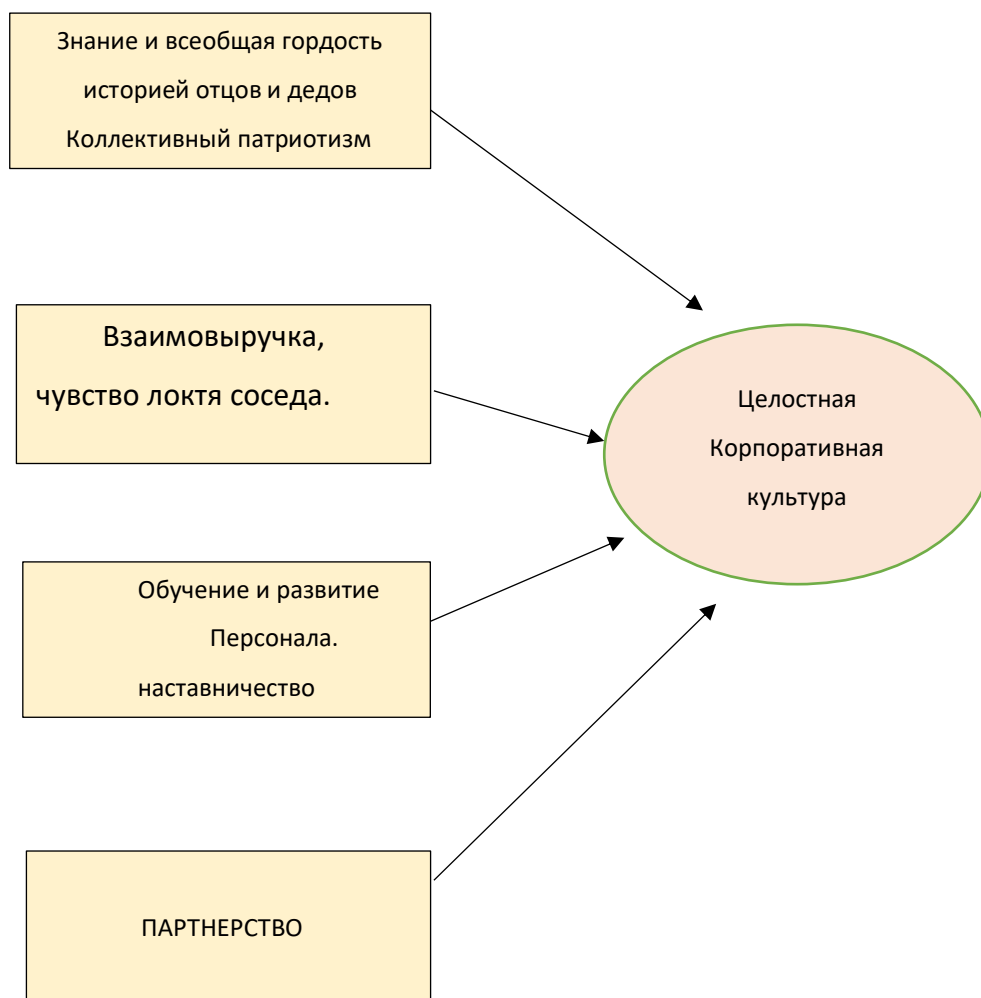 Знание и всеобщая гордость
историей отцов и дедов
Коллективный патриотизм
Взаимовыручка,
чувство локтя соседа.
Целостная
Корпоративная
культура
Обучение и развитие
Персонала.
наставничество
ПАРТНЕРСТВО